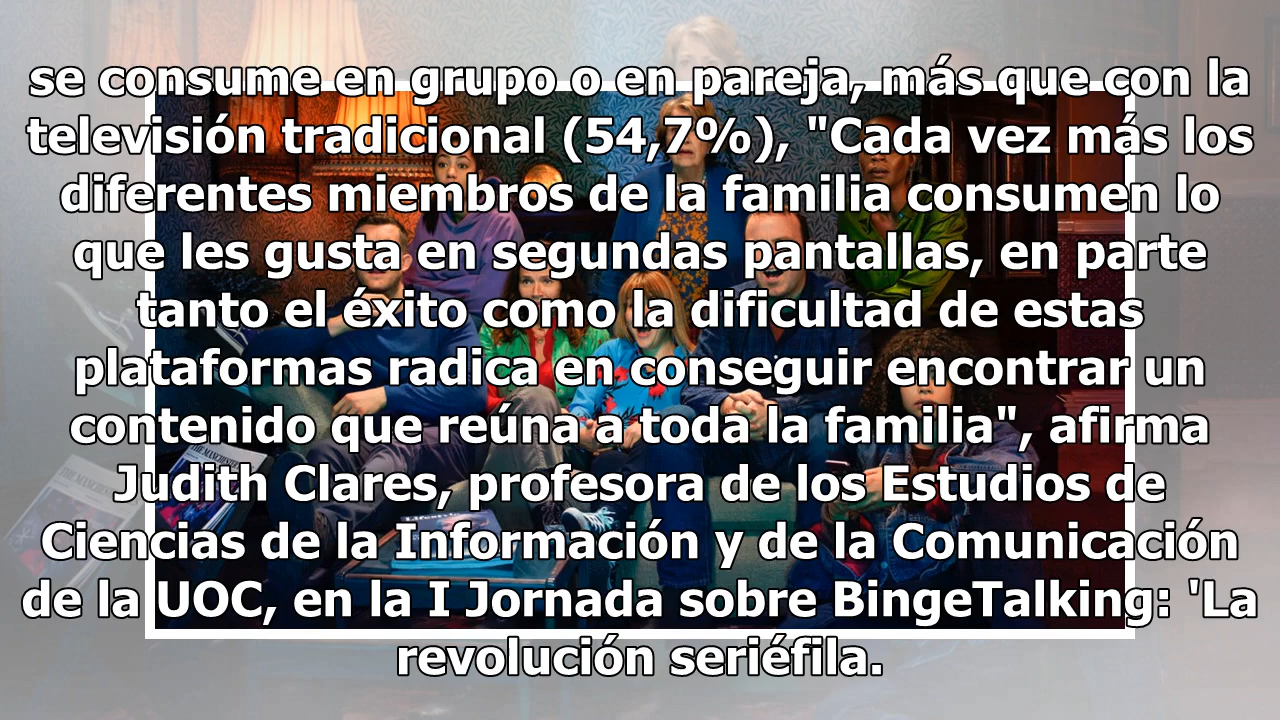 se consume en grupo o en pareja, más que con la
televisión tradicional (54,7%), "Cada vez más los
diferentes miembros de la familia consumen lo
que les gusta en segundas pantallas, en parte
tanto el éxito como la dificultad de estas
plataformas radica en conseguir encontrar un
contenido que reúna a toda la familia", afirma
Judith Clares, profesora de los Estudios de
Ciencias de la Información y de la Comunicación
de la UOC, en la I Jornada sobre BingeTalking: 'La
revolución seriéfila.